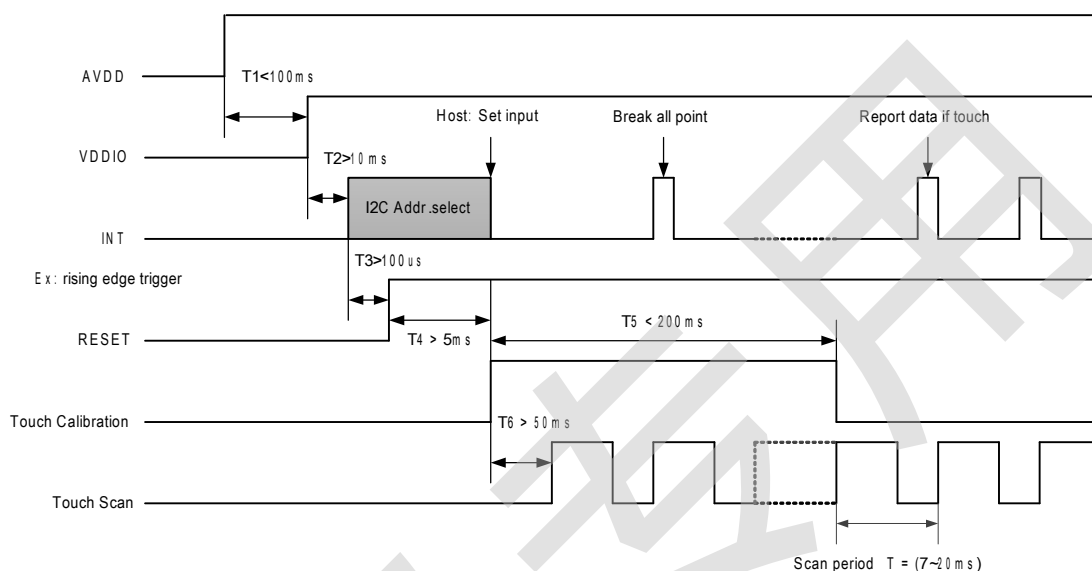 AVDD
T1<100ms
Host: Set input
Break all point
Report data if touch
VDDIO
T2>10ms
I2C Addr.select
INT
T3>100us
Ex: rising edge trigger
T5 < 200ms
RESET
T4 > 5ms
Touch Calibration
T6 > 50ms
Touch Scan
Scan period T = (7~20ms)
专用